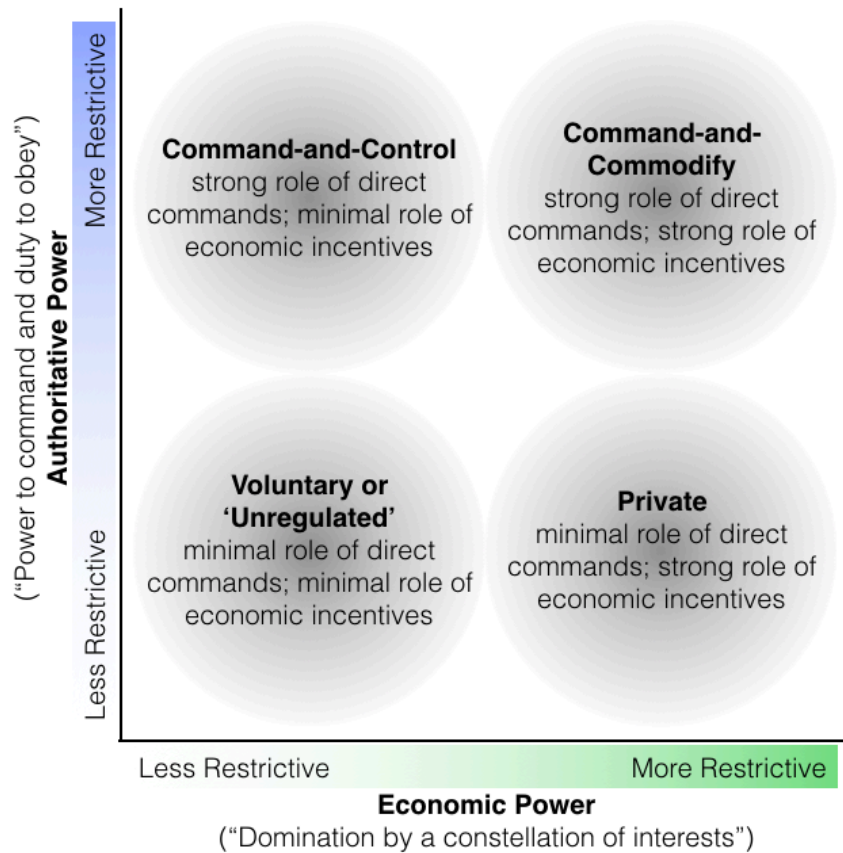 ("Power to command and duty to obey")
Authoritative Power
More Restrictive
Less Restrictive
Command-and-Control
strong role of direct
commands; minimal role of
economic incentives
Command-and-
Commodify
strong role of direct
commands; strong role of
economic incentives
Voluntary or
‘Unregulated’
minimal role of direct
commands; minimal role of
economic incentives
Private
minimal role of direct
commands; strong role of
economic incentives
Less Restrictive
More Restrictive
Economic Power
(“Domination by a constellation of interests”)